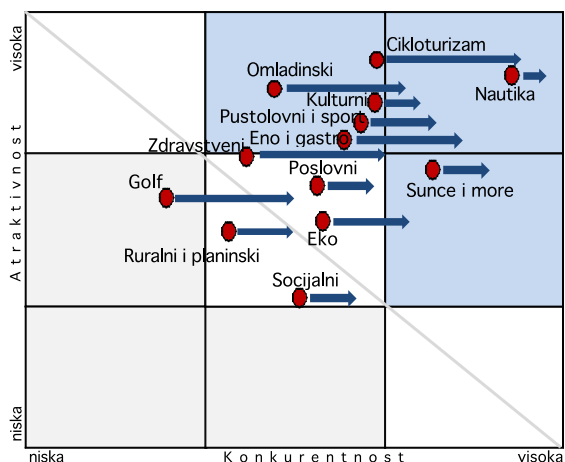 visoka
Cikloturizam
Omladinski
Nautika
Kulturni
Pustolovni i sport
Eno i gastro
Zdravstveni
Poslovni
Golf
Sunce i more
Atraktivnost
Eko
Ruralni i planinski
Socijalni
niska
niska
Konkurentnost
visoka